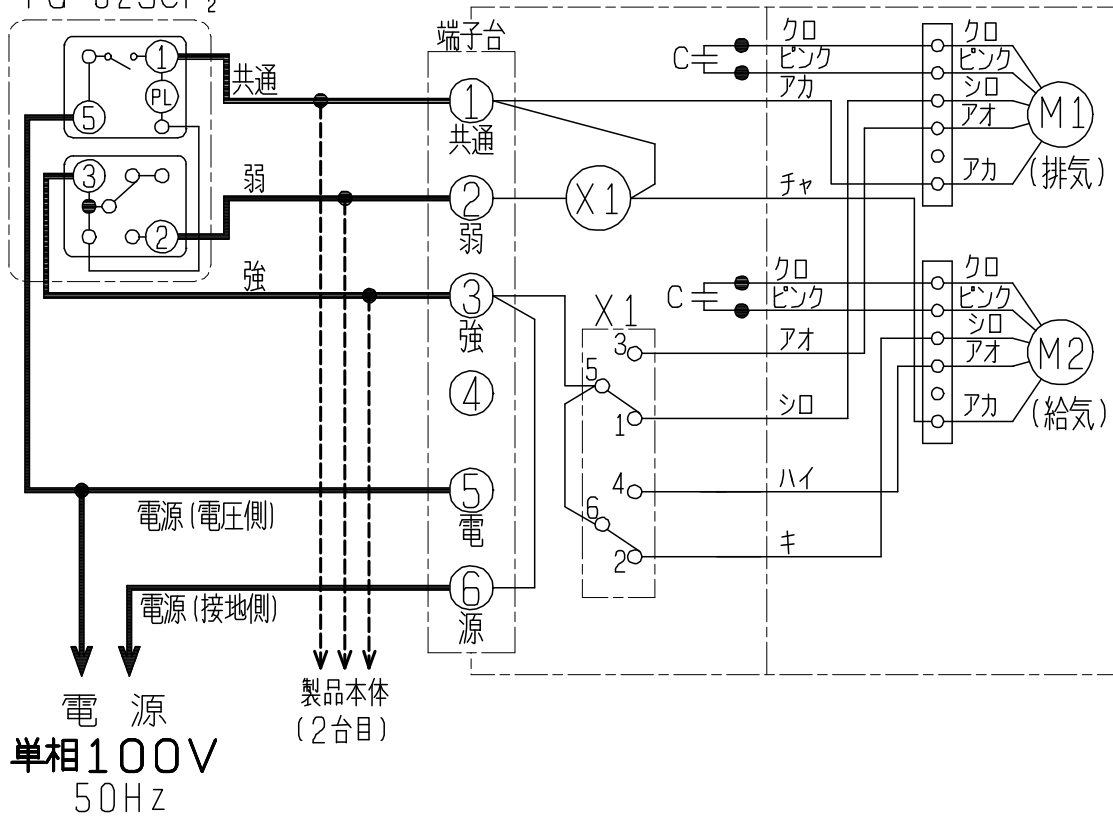 端子台
1
共通
PL
5
1
共通
3
弱
2
2
弱
X1
強
3
強
4
5
電
電源(電圧側)
6
源
電源(接地側)
電 源
単相100V
50Hz
製品本体
(2台目)
X1
3
5
1
4
6
2
C
クロ
ピンク
アカ
チャ
C
クロ
ピンク
アオ
シロ
ハイ
キ
クロ
ピンク
シロ
アオ
アカ
M1
(排気)
クロ
ピンク
シロ
アオ
アカ
M2
(給気)